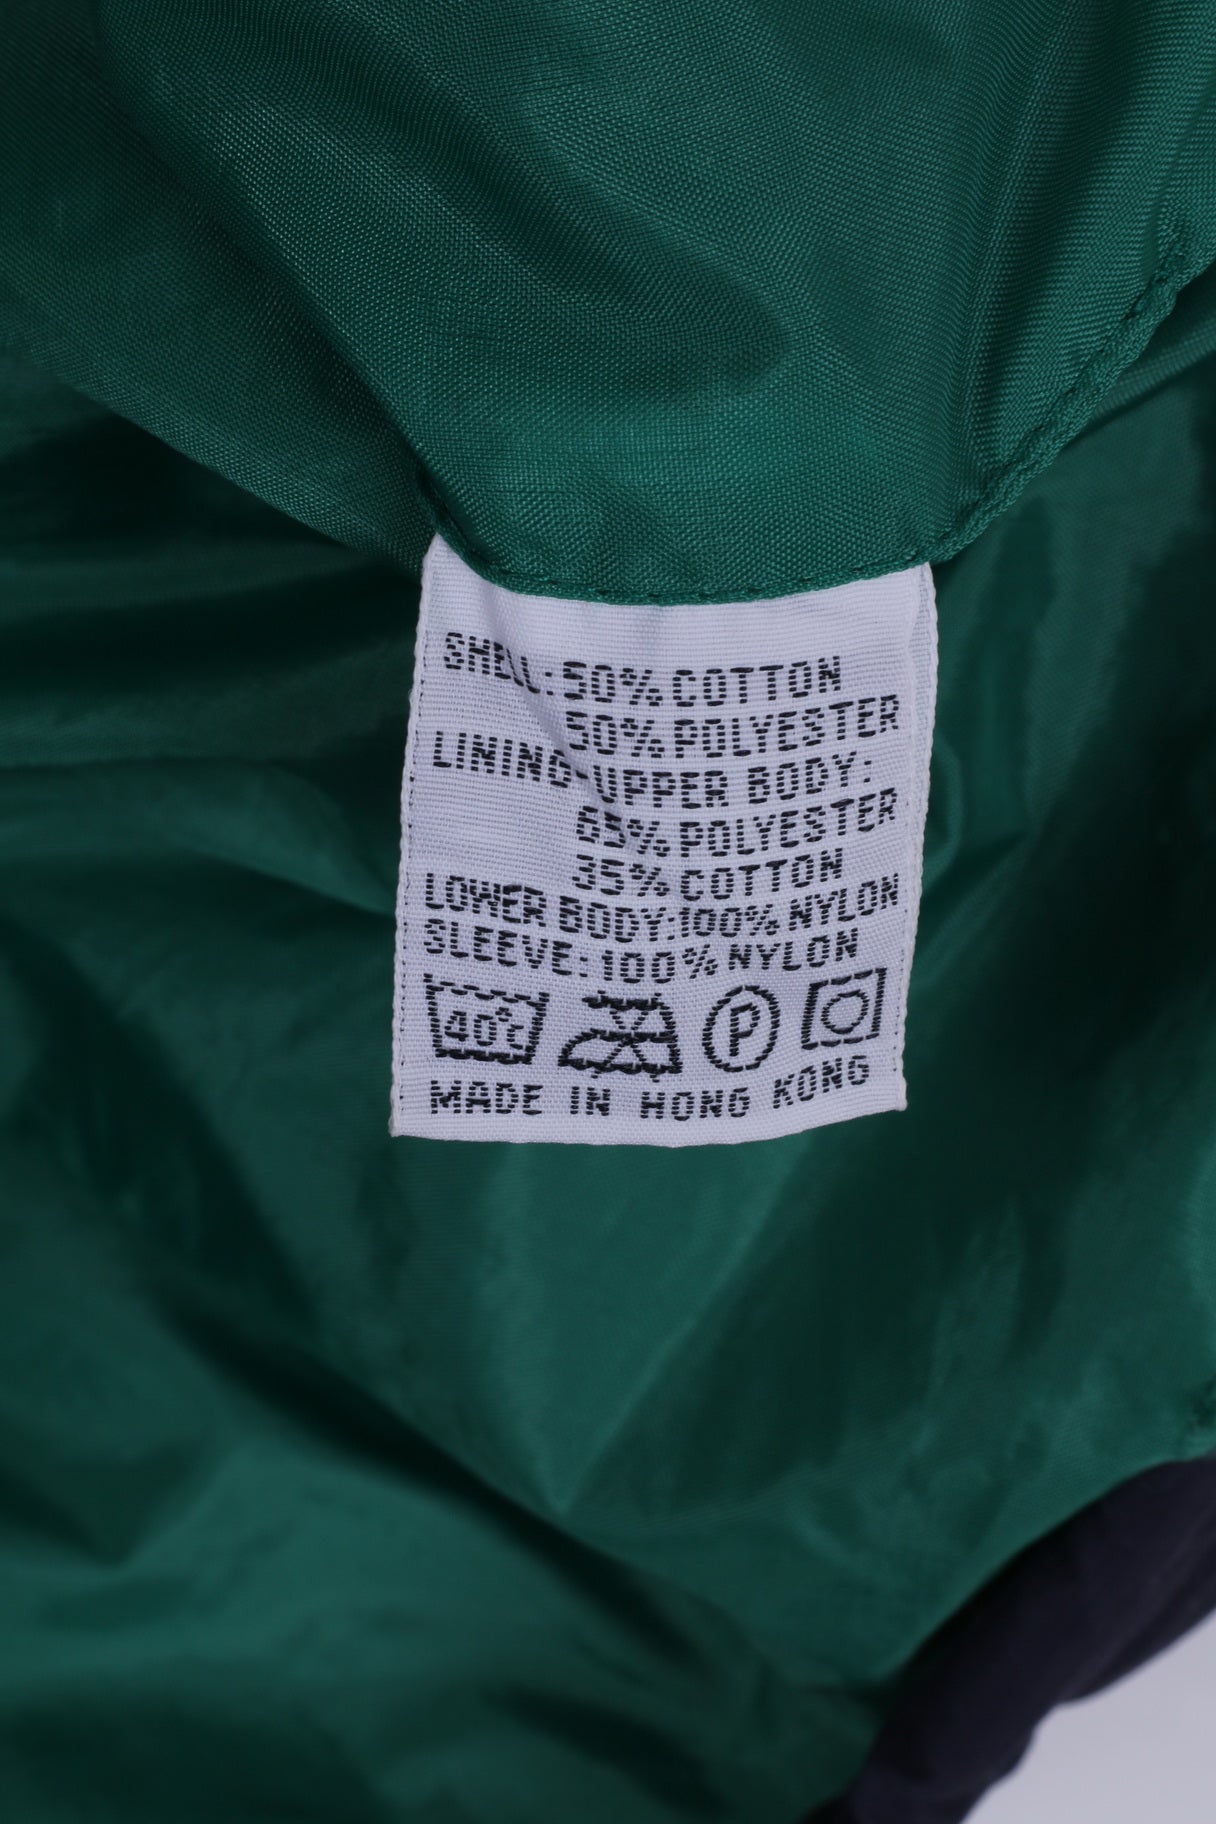 SHELL: 50% COTTON
50% POLYESTER
LINING-UPPER BODY:
65% POLYESTER
35% COTTON
LOWER BODY: 100% NYLON
SLEEVE: 100% NYLON
40°C P
MADE IN HONG KONG